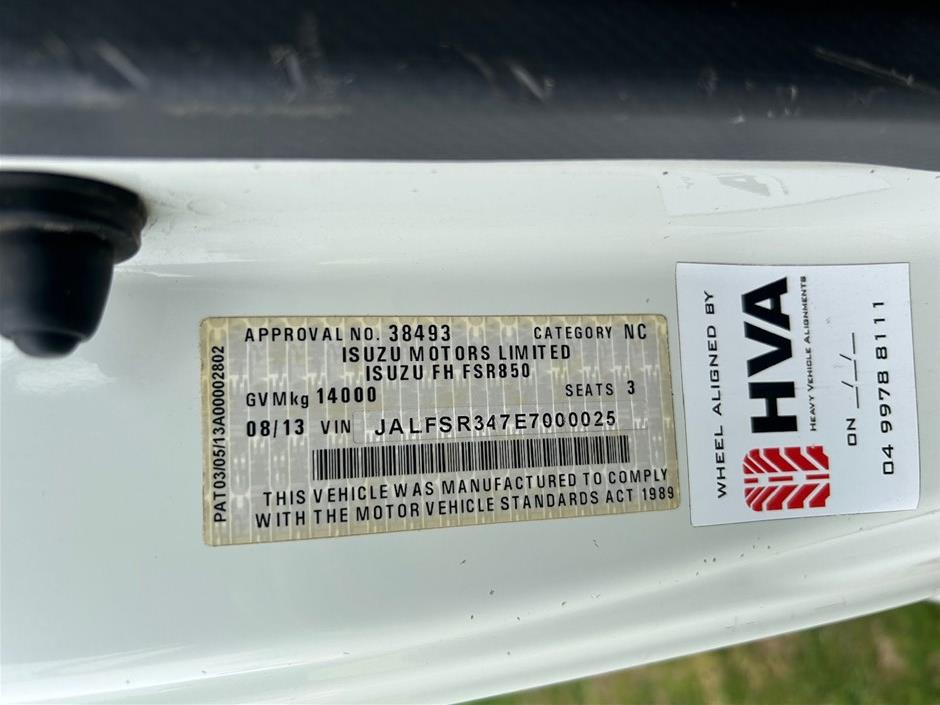 APPROVAL NO. 38493 CATEGORY NC
ISUZU MOTORS LIMITED
ISUZU FH FSR850
GVMkg 14000 SEATS 3
08/13 VIN JALFSR347E7000025
THIS VEHICLE WAS MANUFACTURED TO COMPLY
WITH THE MOTOR VEHICLE STANDARDS ACT 1989
PAT03/05/13A00002802
WHEEL ALIGNED BY
HVA
HEAVY VEHICLE ALIGNMENTS
ON _/_/_
04 9978 8111